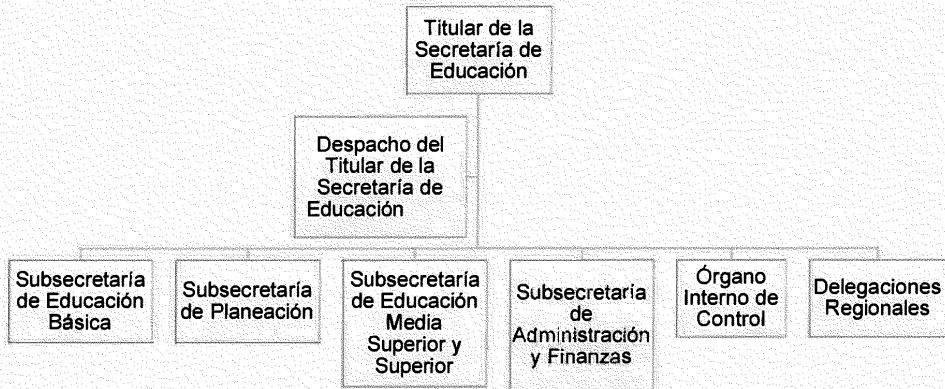 Titular de la
Secretaría de
Educación
Despacho del
Titular de la
Secretaría de
Educación
Subsecretaría
de Educación
Básica
Subsecretaría
de Planeación
Subsecretaría
de Educación
Media
Superior y
Superior
Subsecretaría
de
Administración
y Finanzas
Órgano
Interno de
Control
Delegaciones
Regionales